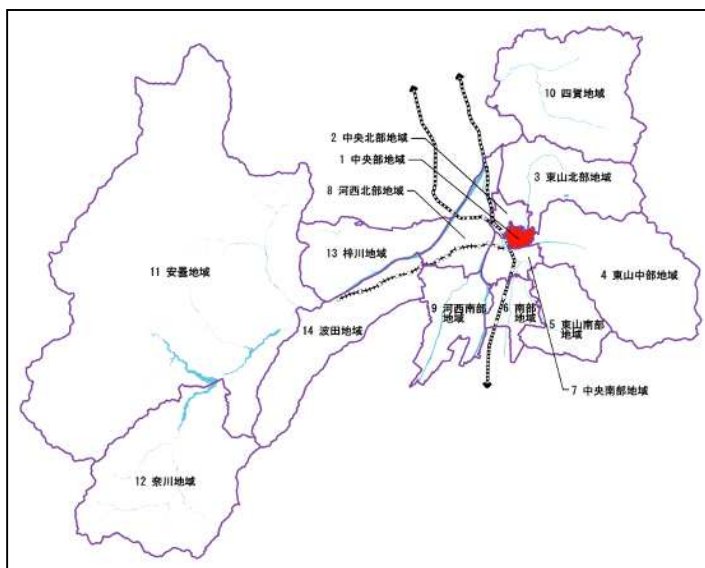 10 四賀地域
2 中央北部地域
1 中央部地域
3 東山北部地域
8 河西北部地域
13 梓川地域
11 安曇地域
4 東山中部地域
9 河西南部
地域
6 南部
地域
5 東山南部
地域
14 波田地域
7 中央南部地域
12 奈川地域